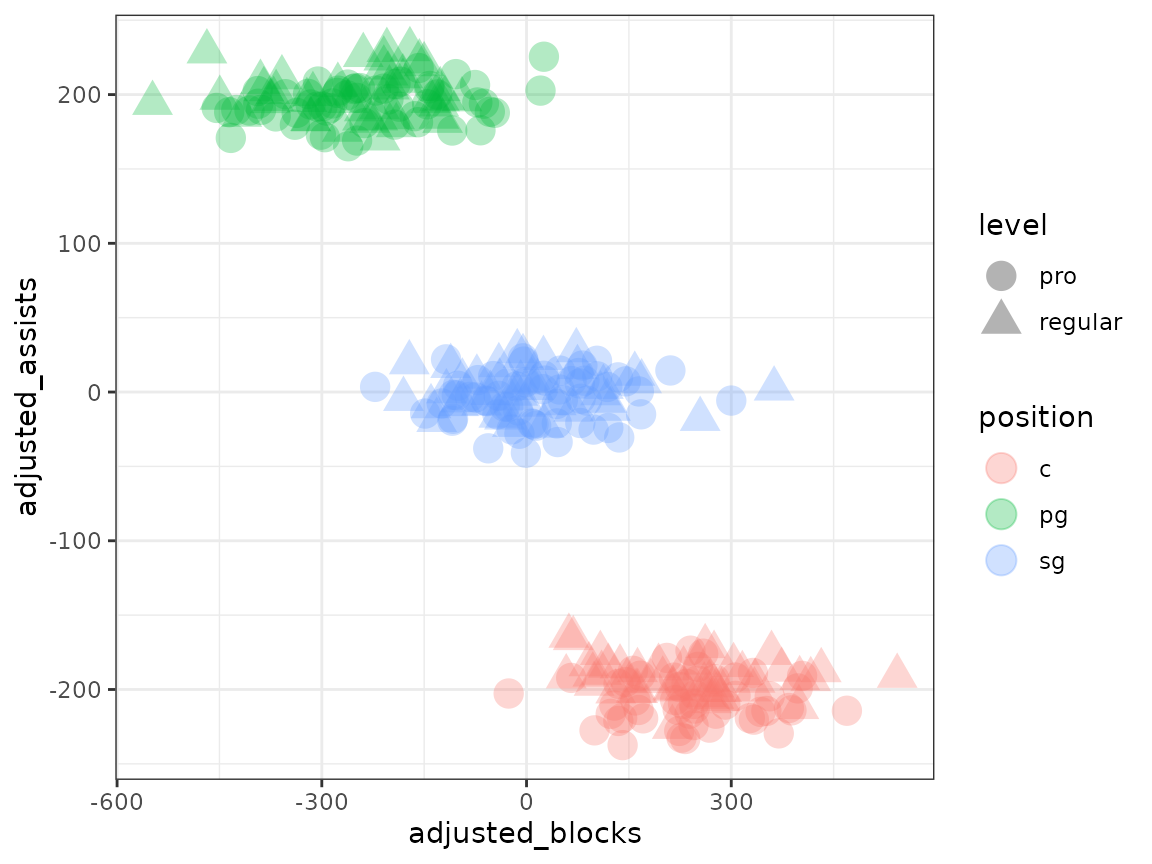 adjusted_assists
200
100
0
-100
-200
-600
-300
0
300
adjusted_blocks
level
pro
regular
position
c
pg
sg